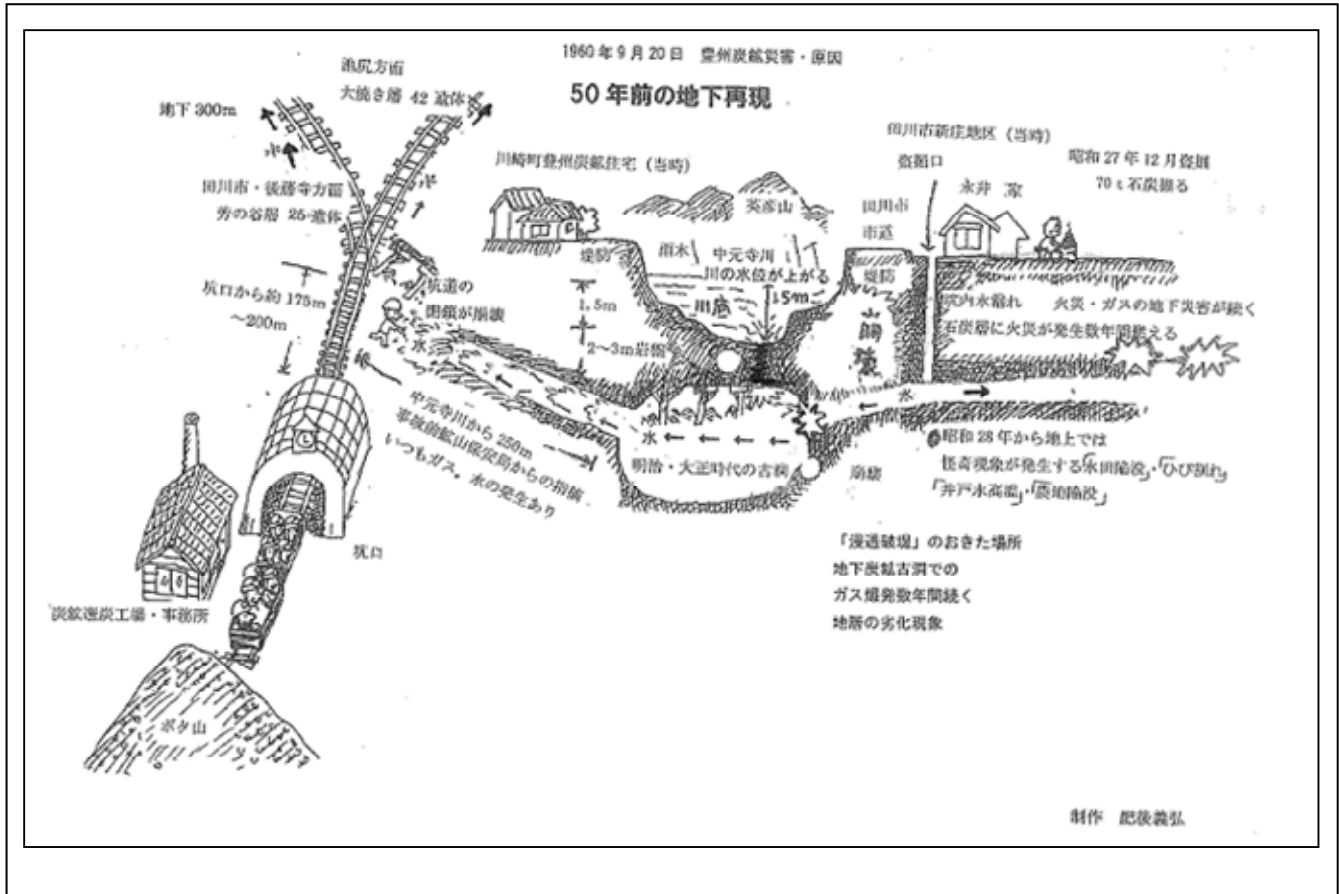 1960年9月20日 豊州炭鉱災害・原因
50年前の地下再現
池尻方面
大焼き層 42遺体
地下300m
水
水
田川市・後藤寺方面
芳の谷層 25遺体
坑口から約175m
~200m
坑道の
閉鎖が崩壊
水
中元寺川から250m
事故前鉱山保安局からの指摘
いつもガス、水の発生あり
坑口
炭鉱選炭工場・事務所
ボタ山
川崎町豊州炭鉱住宅(当時)
英彦山
堤防
雨水
中元寺川
川の水位が上がる
川底
1.5m
1.5m
2~3m岩盤
水
明治・大正時代の古洞
田川市
市道
堤防
崩壊
田川市新庄地区(当時)
盗掘口
永井 家
昭和27年12月盗掘
70t石炭掘る
坑内水溜れ 火災・ガスの地下災害が続く
石炭層に火災が発生数年間燃える
水
昭和28年から地上では
怪奇現象が発生する「水田陥没」・「ひび割れ」
「井戸水高温」・「農地陥没」
「浸透破堤」のおきた場所
地下炭鉱古洞での
ガス爆発数年間続く
地層の劣化現象
制作 肥後義弘